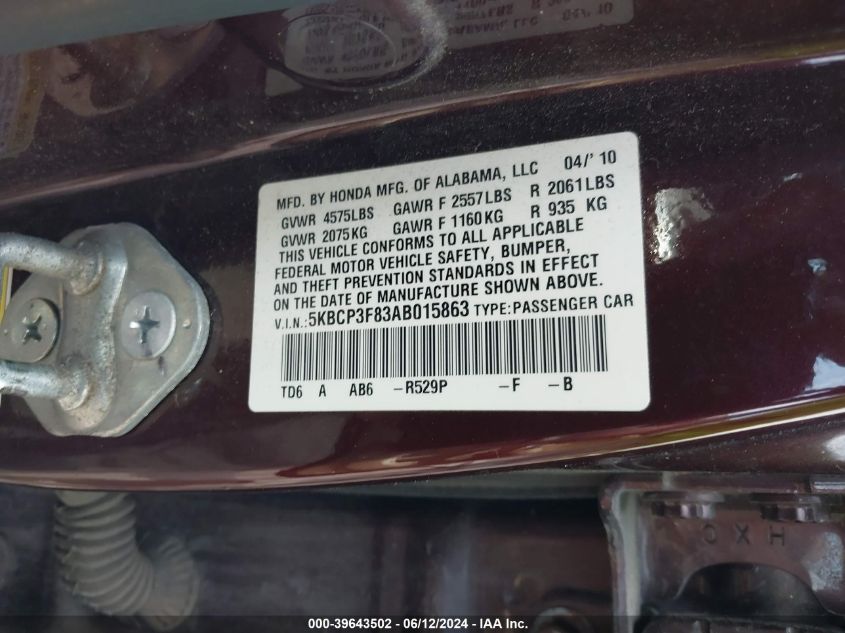 MFD. BY HONDA MFG. OF ALABAMA, LLC 04/'10
GVWR 4575LBS GAWR F 2557LBS R 2061LBS
GVWR 2075KG GAWR F 1160KG R 935 KG
THIS VEHICLE CONFORMS TO ALL APPLICABLE
FEDERAL MOTOR VEHICLE SAFETY, BUMPER,
AND THEFT PREVENTION STANDARDS IN EFFECT
ON THE DATE OF MANUFACTURE SHOWN ABOVE.
V.I.N.:5KBCP3F83AB015863 TYPE:PASSENGER CAR
TD6 A AB6 -R529P -F -B
OXH
000-39643502 - 06/12/2024 - IAA Inc.